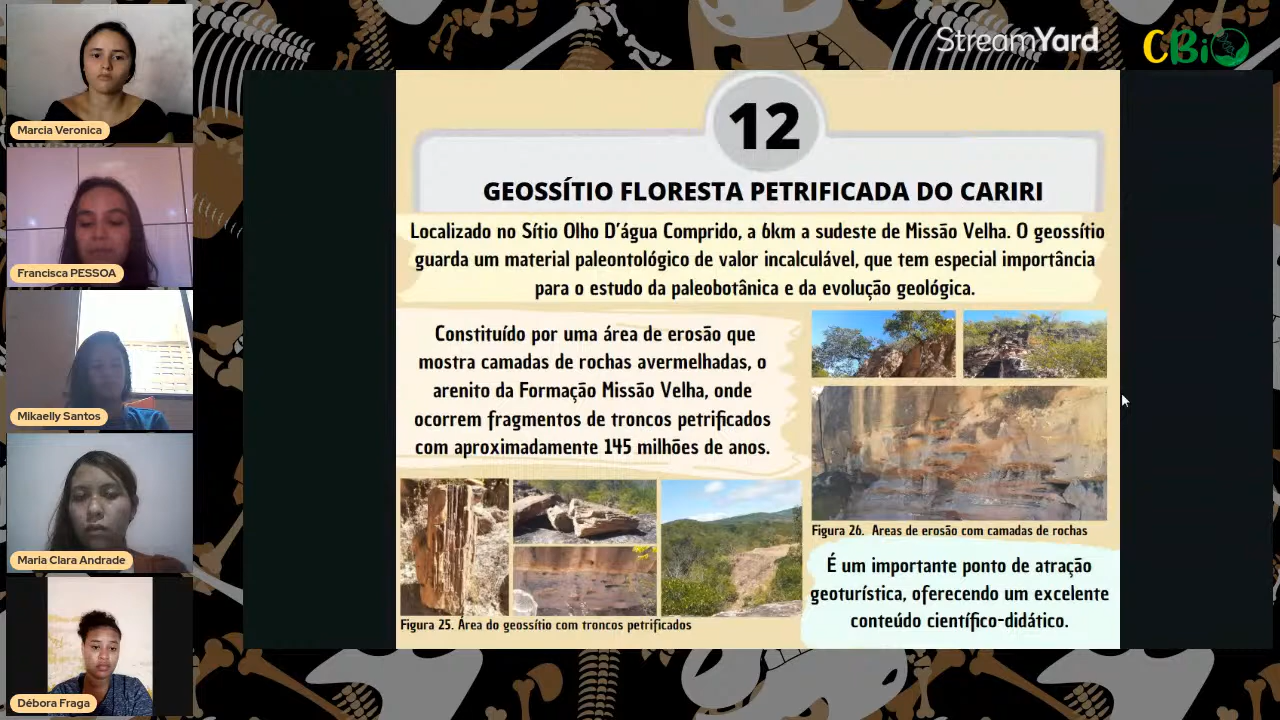 StreamYard
CBiO
Marcia Veronica
Francisca PESSOA
Mikaelly Santos
Maria Clara Andrade
Débora Fraga
12
GEOSSÍTIO FLORESTA PETRIFICADA DO CARIRI
Localizado no Sítio Olho D'água Comprido, a 6km a sudeste de Missão Velha. O geossítio
guarda um material paleontológico de valor incalculável, que tem especial importância
para o estudo da paleobotânica e da evolução geológica.
Constituído por uma área de erosão que
mostra camadas de rochas avermelhadas, o
arenito da Formação Missão Velha, onde
ocorrem fragmentos de troncos petrificados
com aproximadamente 145 milhões de anos.
Figura 25. Área do geossítio com troncos petrificados
Figura 26. Areas de erosão com camadas de rochas
É um importante ponto de atração
geoturística, oferecendo um excelente
conteúdo científico-didático.